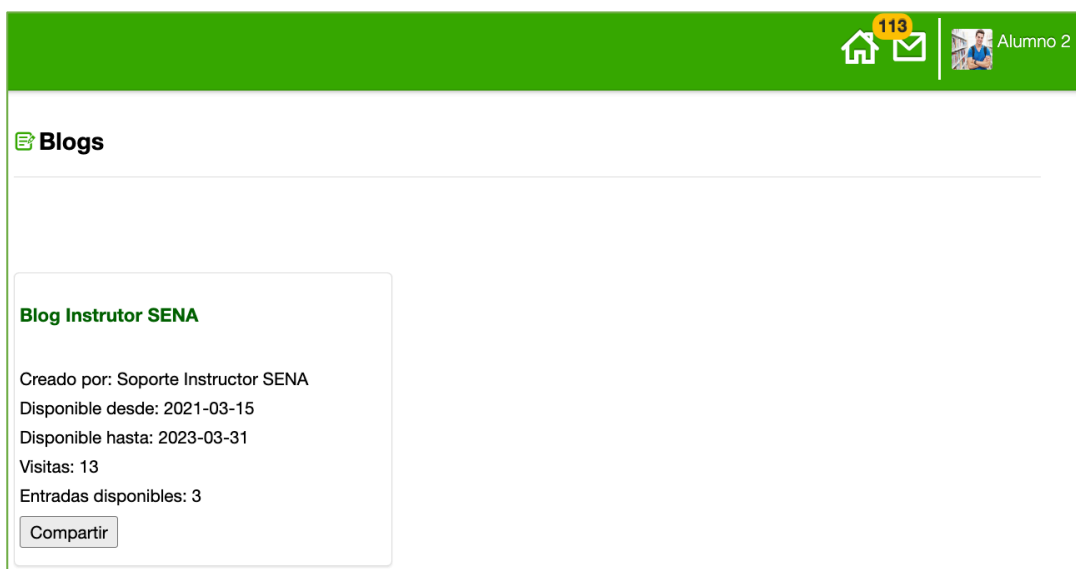 113
Alumno 2
Blogs
Blog Instrutor SENA
Creado por: Soporte Instructor SENA
Disponible desde: 2021-03-15
Disponible hasta: 2023-03-31
Visitas: 13
Entradas disponibles: 3
Compartir